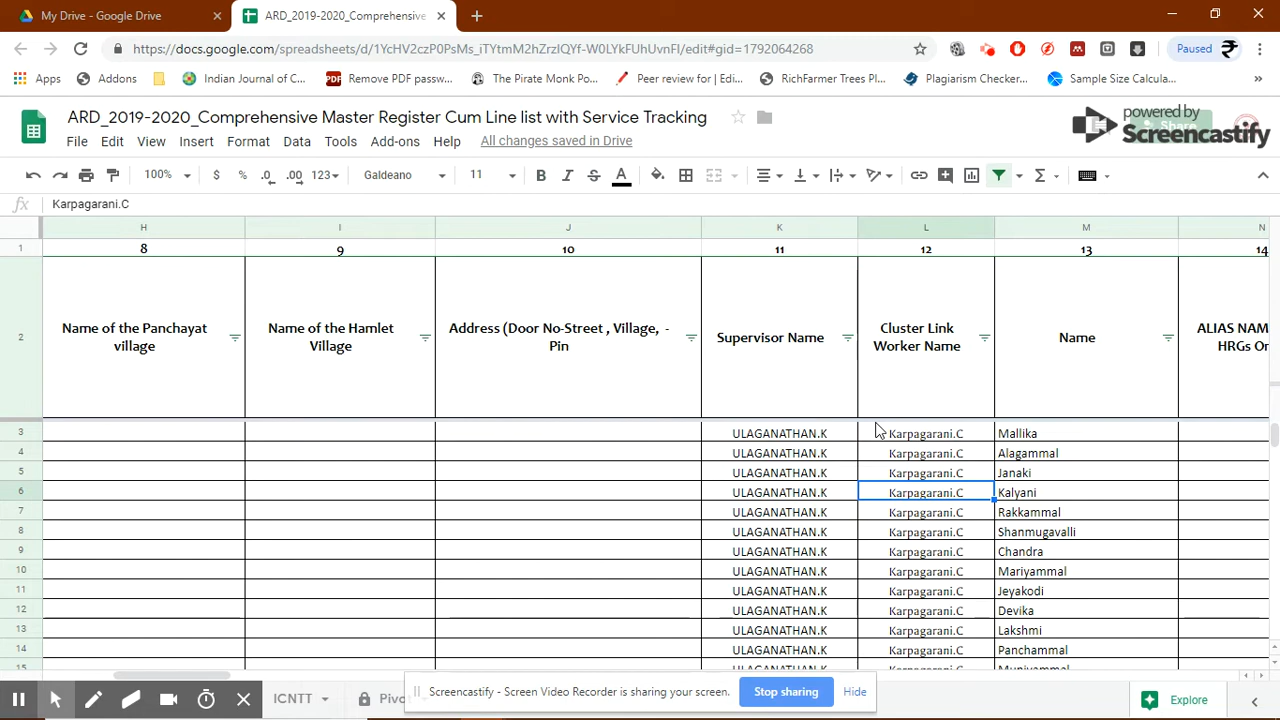 My Drive - Google Drive
ARD_2019-2020_Comprehensive
https://docs.google.com/spreadsheets/d/1YcHV2czP0PsMs_iTYtmM2hZrzIQYf-W0LYkFUhUvnFI/edit#gid=1792064268
Paused
Apps
Addons
Indian Journal of C...
Remove PDF passw...
The Pirate Monk Po...
Peer review for | Edi...
RichFarmer Trees Pl...
Plagiarism Checker...
Sample Size Calcula...
ARD_2019-2020_Comprehensive Master Register Cum Line list with Service Tracking
powered by
Screencastify
File Edit View Insert Format Data Tools Add-ons Help All changes saved in Drive
100% $ % .0 .00 123 Galdeano 11 B I S A
fx Karpagarani.C
H I J K L M N
1 8 9 10 11 12 13 14
2
Name of the Panchayat
village
Name of the Hamlet
Village
Address (Door No-Street , Village, -
Pin
Supervisor Name
Cluster Link
Worker Name
Name
ALIAS NAM
HRGs Or
3 ULAGANATHAN.K Karpagarani.C Mallika
4 ULAGANATHAN.K Karpagarani.C Alagammal
5 ULAGANATHAN.K Karpagarani.C Janaki
6 ULAGANATHAN.K Karpagarani.C Kalyani
7 ULAGANATHAN.K Karpagarani.C Rakkammal
8 ULAGANATHAN.K Karpagarani.C Shanmugavalli
9 ULAGANATHAN.K Karpagarani.C Chandra
10 ULAGANATHAN.K Karpagarani.C Mariyammal
11 ULAGANATHAN.K Karpagarani.C Jeyakodi
12 ULAGANATHAN.K Karpagarani.C Devika
13 ULAGANATHAN.K Karpagarani.C Lakshmi
14 ULAGANATHAN.K Karpagarani.C Panchammal
15 ULAGANATHAN.K Karpagarani.C Muniyammal
ICNTT
Pivot
Screencastify - Screen Video Recorder is sharing your screen.
Stop sharing
Hide
Explore